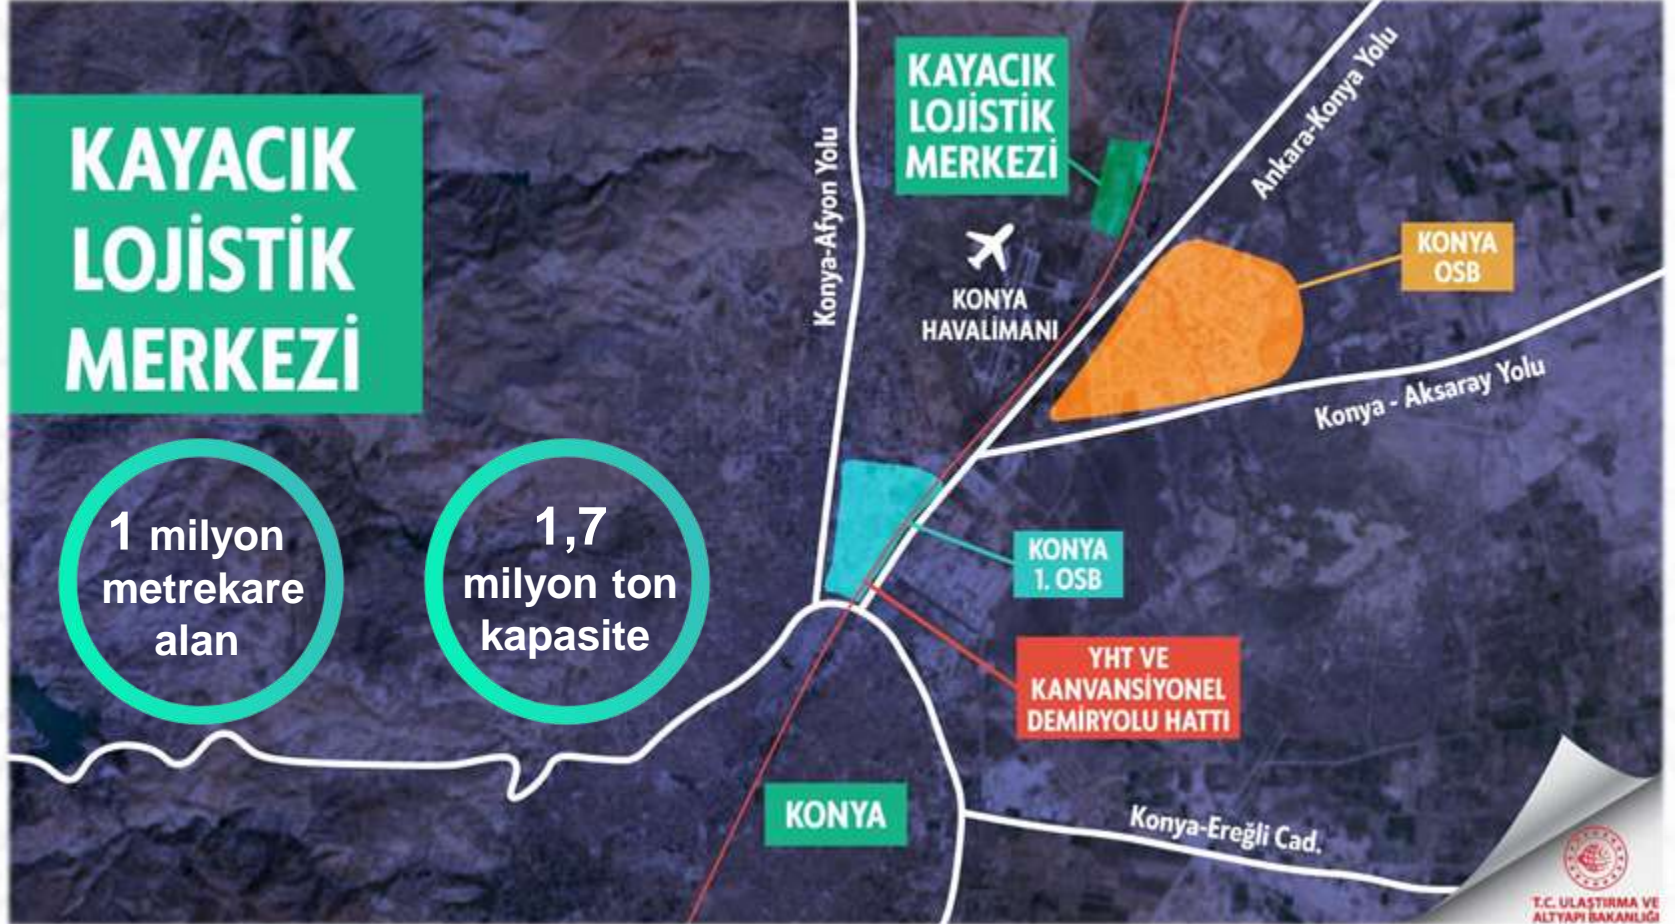 KAYACIK
LOJİSTİK
MERKEZİ
1 milyon
metrekare
alan
1,7
milyon ton
kapasite
Konya-Afyon Yolu
KAYACIK
LOJİSTİK
MERKEZİ
Ankara-Konya Yolu
KONYA
HAVALİMANI
KONYA
OSB
Konya - Aksaray Yolu
KONYA
1. OSB
YHT VE
KANVANSİYONEL
DEMİRYOLU HATTI
KONYA
Konya-Ereğli Cad.
T.C. ULAŞTIRMA VE
ALTYAPI BAKANLIĞI